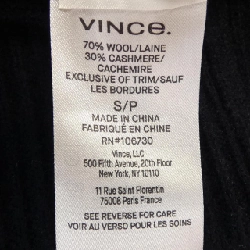 VINCE.
70% WOOL/LAINE
30% CASHMERE/
CACHEMIRE
EXCLUSIVE OF TRIM/SAUF
LES BORDURES
S/P
MADE IN CHINA
FABRIQUÉ EN CHINE
RN#106730
Vince, LLC
500 Fifth Avenue, 20th Floor
New York, NY 10110
11 Rue Saint Florentin
75008 Paris France
SEE REVERSE FOR CARE
VOIR AU VERSO POUR LES SOINS